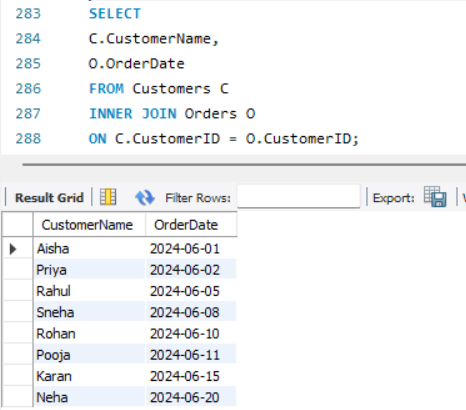 283 SELECT
284 C.CustomerName,
285 O.OrderDate
286 FROM Customers C
287 INNER JOIN Orders O
288 ON C.CustomerID = O.CustomerID;
Result Grid Filter Rows: Export:
CustomerName OrderDate
Aisha 2024-06-01
Priya 2024-06-02
Rahul 2024-06-05
Sneha 2024-06-08
Rohan 2024-06-10
Pooja 2024-06-11
Karan 2024-06-15
Neha 2024-06-20